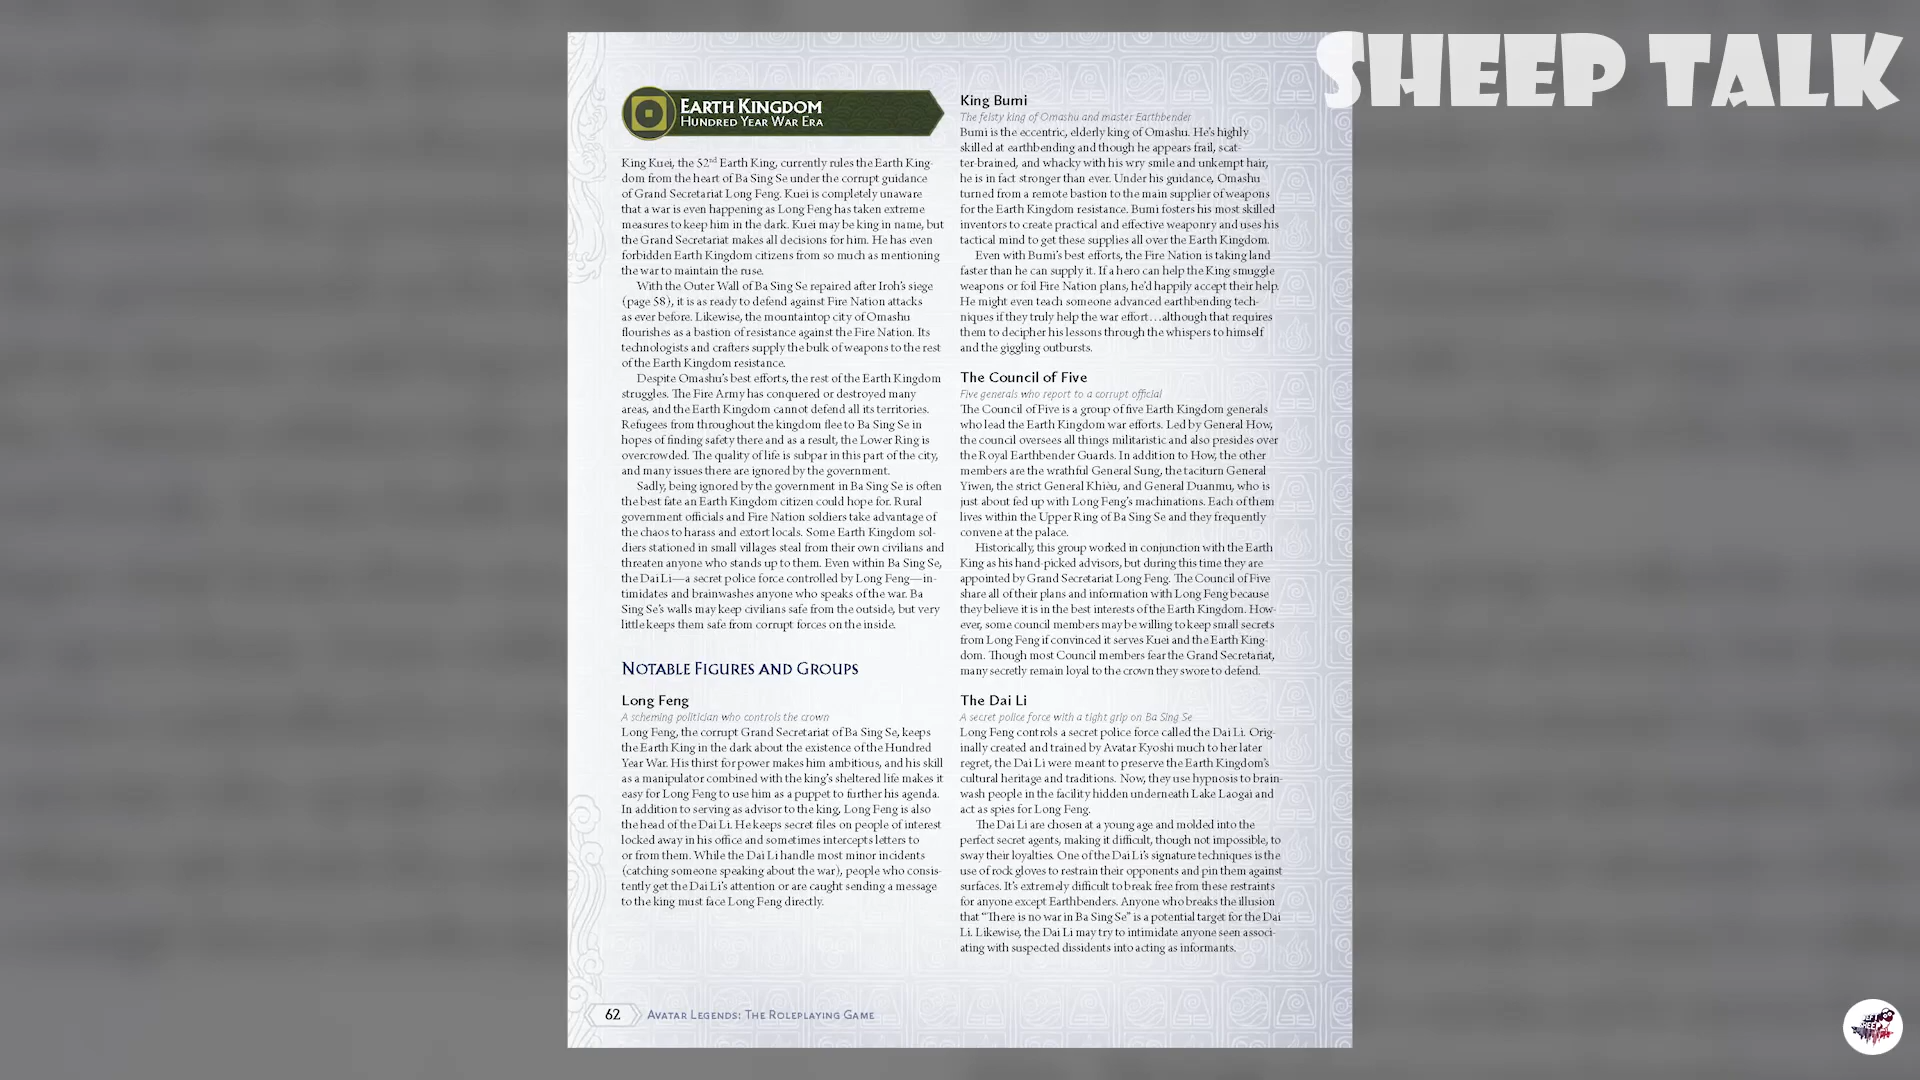 SHEEP TALK
EARTH KINGDOM
HUNDRED YEAR WAR ERA
King Kuei, the 52nd Earth King, currently rules the Earth King-
dom from the heart of Ba Sing Se under the corrupt guidance
of Grand Secretariat Long Feng. Kuei is completely unaware
that a war is even happening as Long Feng has taken extreme
measures to keep him in the dark. Kuei may be king in name, but
the Grand Secretariat makes all decisions for him. He has even
forbidden Earth Kingdom citizens from so much as mentioning
the war to maintain the ruse.
With the Outer Wall of Ba Sing Se repaired after Iroh's siege
(page 58), it is as ready to defend against Fire Nation attacks
as ever before. Likewise, the mountaintop city of Omashu
flourishes as a bastion of resistance against the Fire Nation. Its
technologists and crafters supply the bulk of weapons to the rest
of the Earth Kingdom resistance.
Despite Omashu's best efforts, the rest of the Earth Kingdom
struggles. The Fire Army has conquered or destroyed many
areas, and the Earth Kingdom cannot defend all its territories.
Refugees from throughout the kingdom flee to Ba Sing Se in
hopes of finding safety there and as a result, the Lower Ring is
overcrowded. The quality of life is subpar in this part of the city,
and many issues there are ignored by the government.
Sadly, being ignored by the government in Ba Sing Se is often
the best fate an Earth Kingdom citizen could hope for. Rural
government officials and Fire Nation soldiers take advantage of
the chaos to harass and extort locals. Some Earth Kingdom sol-
diers stationed in small villages steal from their own civilians and
threaten anyone who stands up to them. Even within Ba Sing Se,
the Dai Li—a secret police force controlled by Long Feng—in-
timidates and brainwashes anyone who speaks of the war. Ba
Sing Se's walls may keep civilians safe from the outside, but very
little keeps them safe from corrupt forces on the inside.
NOTABLE FIGURES AND GROUPS
Long Feng
A scheming politician who controls the crown
Long Feng, the corrupt Grand Secretariat of Ba Sing Se, keeps
the Earth King in the dark about the existence of the Hundred
Year War. His thirst for power makes him ambitious, and his skill
as a manipulator combined with the king's sheltered life makes it
easy for Long Feng to use him as a puppet to further his agenda.
In addition to serving as advisor to the king, Long Feng is also
the head of the Dai Li. He keeps secret files on people of interest
locked away in his office and sometimes intercepts letters to
or from them. While the Dai Li handle most minor incidents
(catching someone speaking about the war), people who consis-
tently get the Dai Li's attention or are caught sending a message
to the king must face Long Feng directly.
King Bumi
The feisty king of Omashu and master Earthbender
Bumi is the eccentric, elderly king of Omashu. He's highly
skilled at earthbending and though he appears frail, scat-
ter-brained, and whacky with his wry smile and unkempt hair,
he is in fact stronger than ever. Under his guidance, Omashu
turned from a remote bastion to the main supplier of weapons
for the Earth Kingdom resistance. Bumi fosters his most skilled
inventors to create practical and effective weaponry and uses his
tactical mind to get these supplies all over the Earth Kingdom.
Even with Bumi's best efforts, the Fire Nation is taking land
faster than he can supply it. If a hero can help the King smuggle
weapons or foil Fire Nation plans, he'd happily accept their help.
He might even teach someone advanced earthbending tech-
niques if they truly help the war effort…although that requires
them to decipher his lessons through the whispers to himself
and the giggling outbursts.
The Council of Five
Five generals who report to a corrupt official
The Council of Five is a group of five Earth Kingdom generals
who lead the Earth Kingdom war efforts. Led by General How,
the council oversees all things militaristic and also presides over
the Royal Earthbender Guards. In addition to How, the other
members are the wrathful General Sung, the taciturn General
Yiwen, the strict General Khièu, and General Duanmu, who is
just about fed up with Long Feng's machinations. Each of them
lives within the Upper Ring of Ba Sing Se and they frequently
convene at the palace.
Historically, this group worked in conjunction with the Earth
King as his hand-picked advisors, but during this time they are
appointed by Grand Secretariat Long Feng. The Council of Five
share all of their plans and information with Long Feng because
they believe it is in the best interests of the Earth Kingdom. How-
ever, some council members may be willing to keep small secrets
from Long Feng if convinced it serves Kuei and the Earth King-
dom. Though most Council members fear the Grand Secretariat,
many secretly remain loyal to the crown they swore to defend.
The Dai Li
A secret police force with a tight grip on Ba Sing Se
Long Feng controls a secret police force called the Dai Li. Orig-
inally created and trained by Avatar Kyoshi much to her later
regret, the Dai Li were meant to preserve the Earth Kingdom's
cultural heritage and traditions. Now, they use hypnosis to brain-
wash people in the facility hidden underneath Lake Laogai and
act as spies for Long Feng.
The Dai Li are chosen at a young age and molded into the
perfect secret agents, making it difficult, though not impossible, to
sway their loyalties. One of the Dai Li's signature techniques is the
use of rock gloves to restrain their opponents and pin them against
surfaces. It's extremely difficult to break free from these restraints
for anyone except Earthbenders. Anyone who breaks the illusion
that "There is no war in Ba Sing Se" is a potential target for the Dai
Li. Likewise, the Dai Li may try to intimidate anyone seen associ-
ating with suspected dissidents into acting as informants.
62
AVATAR LEGENDS: THE ROLEPLAYING GAME